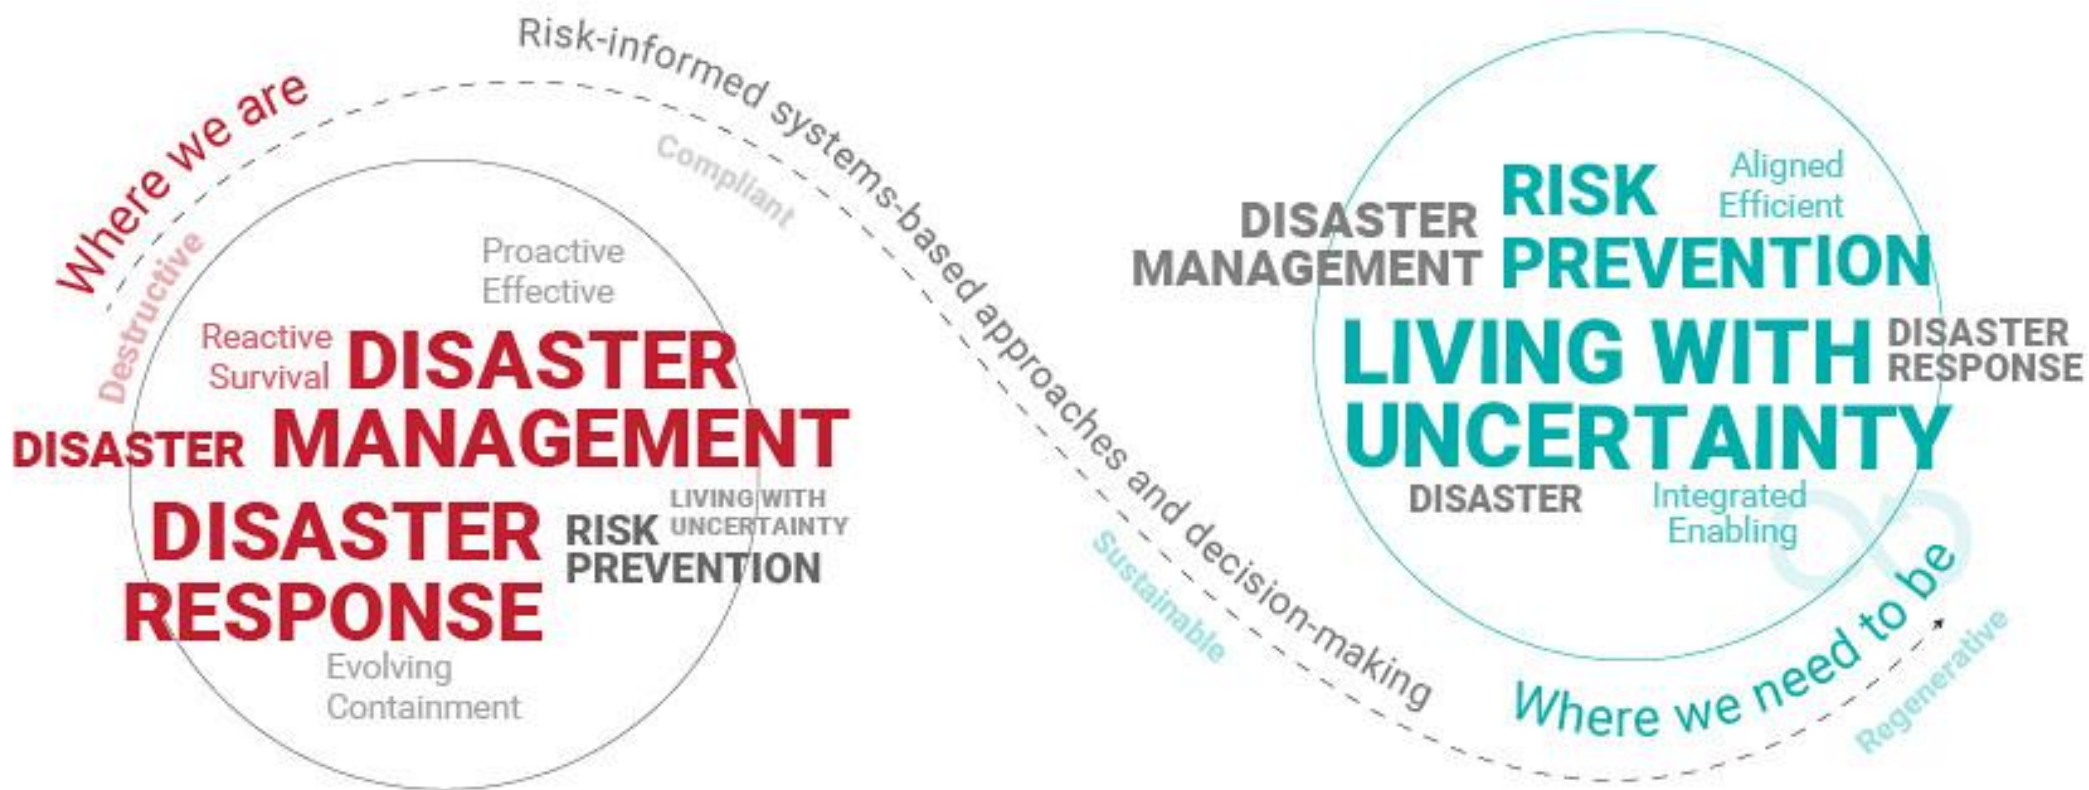 Where we are
Risk-informed systems-based approaches and decision-making
Destructive
Compliant
Proactive
Effective
Reactive
Survival
DISASTER
MANAGEMENT
DISASTER
DISASTER
RESPONSE
RISK
PREVENTION
LIVING WITH
UNCERTAINTY
Evolving
Containment
Sustainable
DISASTER
MANAGEMENT
RISK
PREVENTION
Aligned
Efficient
LIVING WITH
UNCERTAINTY
DISASTER
RESPONSE
DISASTER
Integrated
Enabling
Where we need to be
Regenerative